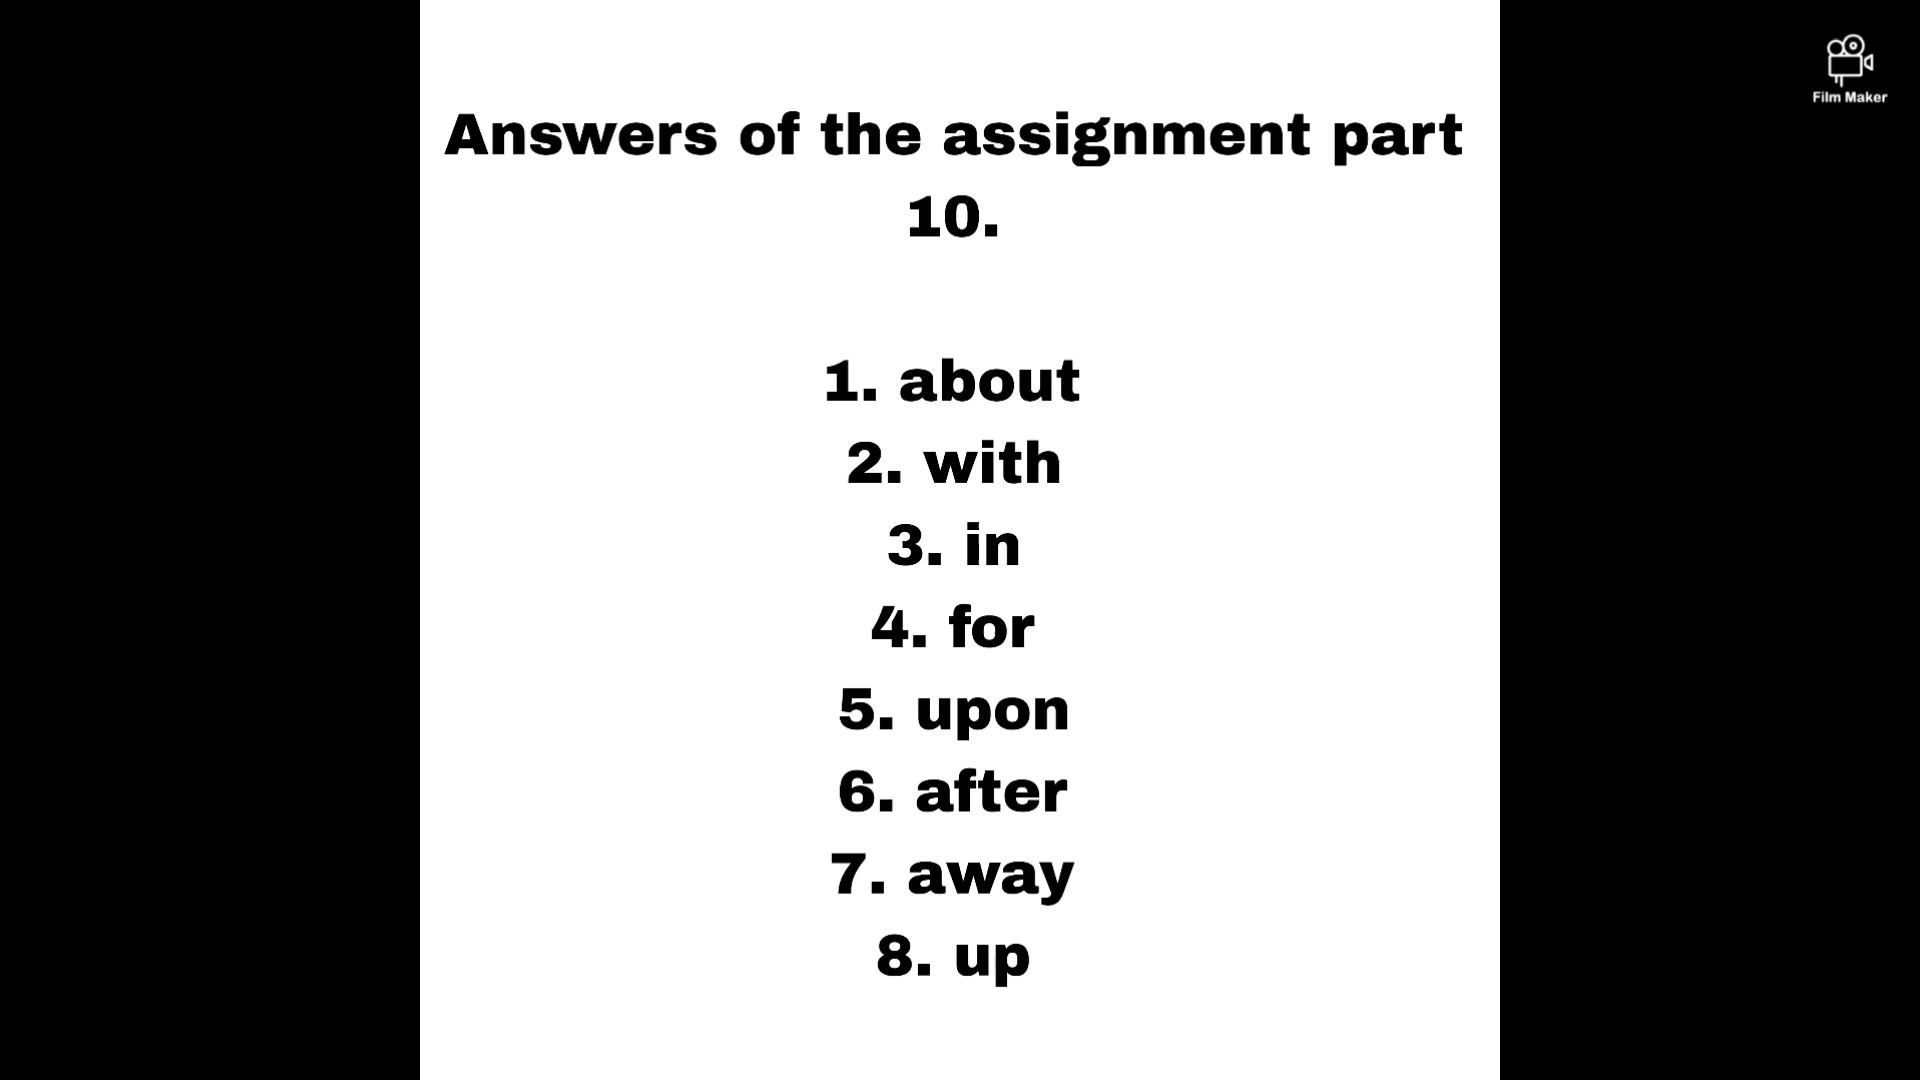 Film Maker
Answers of the assignment part
10.
1. about
2. with
3. in
4. for
5. upon
6. after
7. away
8. up